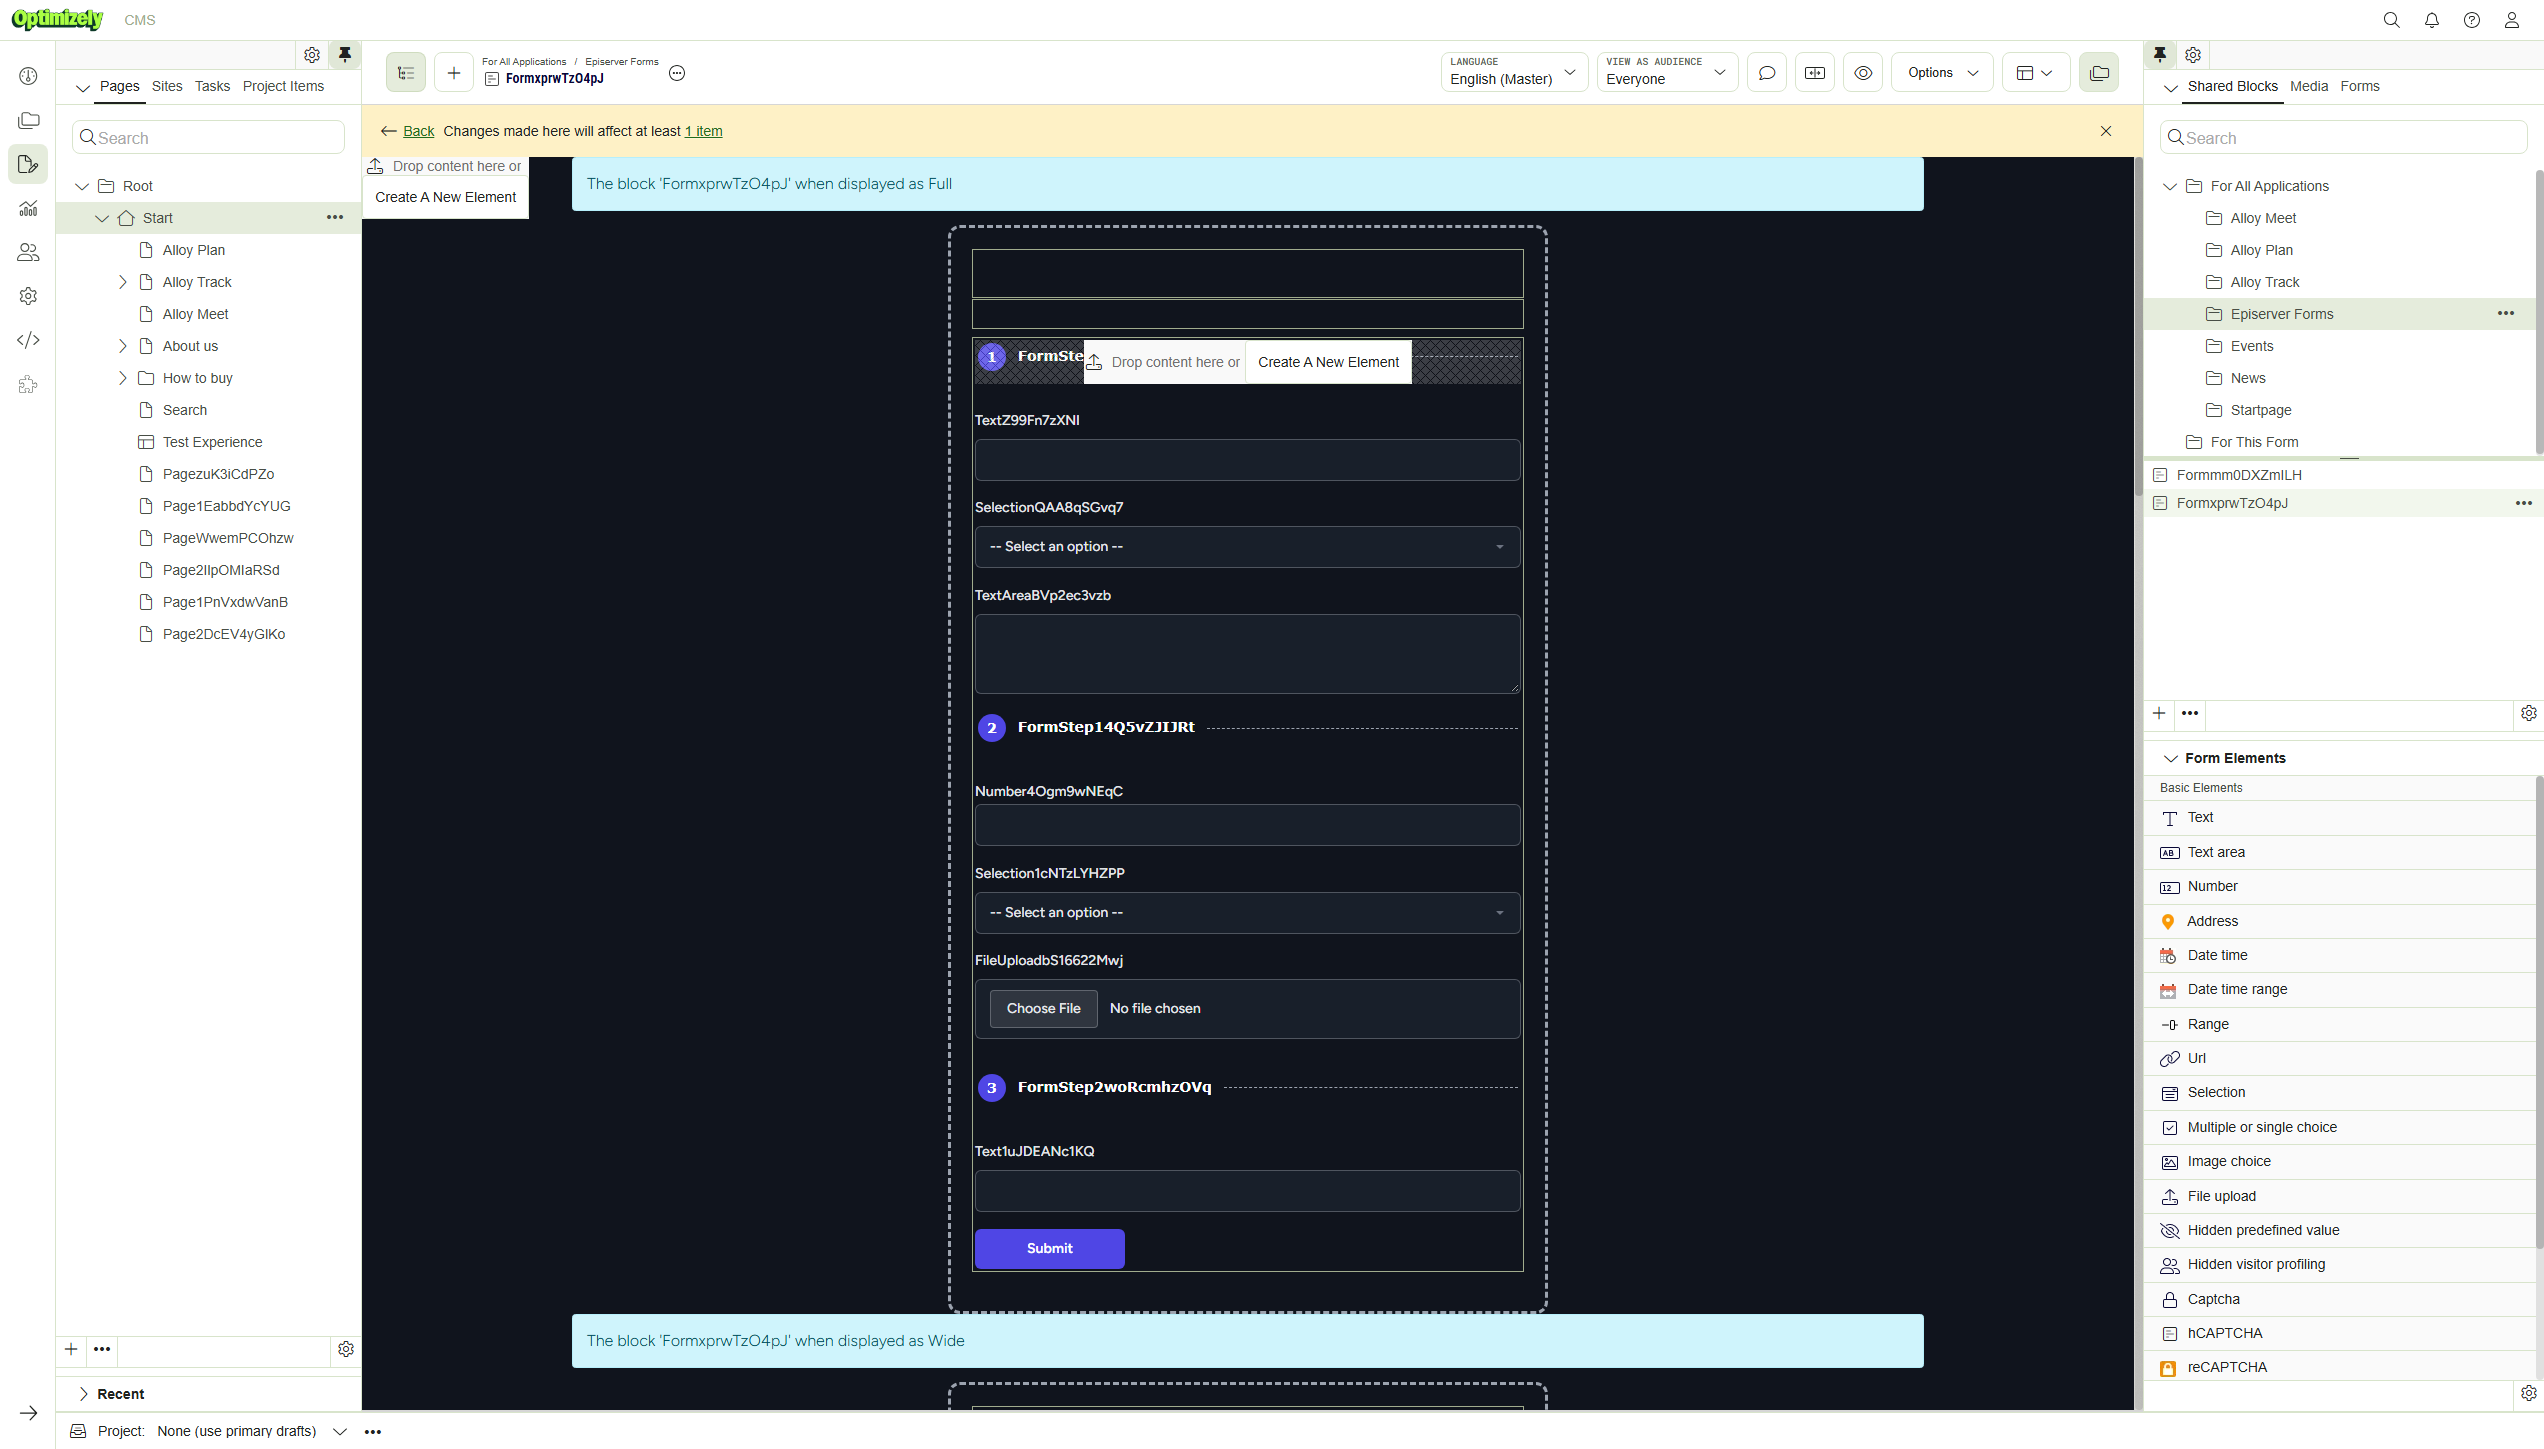 Optimizely CMS
Pages Sites Tasks Project Items
Search
Root
Start
Alloy Plan
Alloy Track
Alloy Meet
About us
How to buy
Search
Test Experience
PagezuK3iCdPZo
Page1EabbdYcYUG
PageWwemPCOhzw
Page2IlpOMIaRSd
Page1PnVxdwVanB
Page2DcEV4yGIKo
Recent
Project: None (use primary drafts)
For All Applications / Episerver Forms
FormxprwTzO4pJ
LANGUAGE
English (Master)
VIEW AS AUDIENCE
Everyone
Options
Back Changes made here will affect at least 1 item
Drop content here or
Create A New Element
The block 'FormxprwTzO4pJ' when displayed as Full
1 FormSte
Drop content here or Create A New Element
TextZ99Fn7zXNI
SelectionQAA8qSGvq7
-- Select an option --
TextAreaBVp2ec3vzb
2 FormStep14Q5vZJIJRt
Number4Ogm9wNEqC
Selection1cNTzLYHZPP
-- Select an option --
FileUploadbS16622Mwj
Choose File No file chosen
3 FormStep2woRcmhzOVq
Text1uJDEANc1KQ
Submit
The block 'FormxprwTzO4pJ' when displayed as Wide
Shared Blocks Media Forms
Search
For All Applications
Alloy Meet
Alloy Plan
Alloy Track
Episerver Forms
Events
News
Startpage
For This Form
Formmm0DXZmILH
FormxprwTzO4pJ
Form Elements
Basic Elements
Text
Text area
Number
Address
Date time
Date time range
Range
Url
Selection
Multiple or single choice
Image choice
File upload
Hidden predefined value
Hidden visitor profiling
Captcha
hCAPTCHA
reCAPTCHA